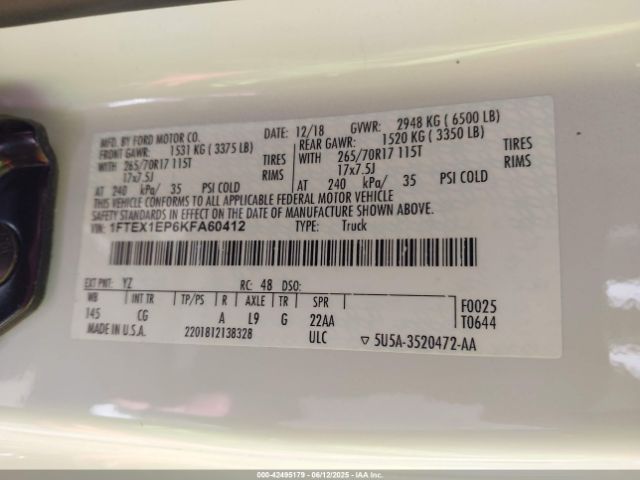 MFD. BY FORD MOTOR CO. DATE: 12/18 GVWR: 2948 KG ( 6500 LB)
FRONT GAWR: 1531 KG ( 3375 LB) REAR GAWR: 1520 KG ( 3350 LB)
WITH 265/70R17 115T TIRES WITH 265/70R17 115T TIRES
17x7.5J RIMS 17x7.5J RIMS
AT 240 kPa/ 35 PSI COLD AT 240 kPa/ 35 PSI COLD
THIS VEHICLE CONFORMS TO ALL APPLICABLE FEDERAL MOTOR VEHICLE
SAFETY STANDARDS IN EFFECT ON THE DATE OF MANUFACTURE SHOWN ABOVE.
VIN: 1FTEX1EP6KFA60412 TYPE: Truck
EXT PNT: YZ RC: 48 DSO:
WB INT TR TP/PS R AXLE TR SPR F0025
145 CG A L9 G 22AA T0644
MADE IN U.S.A. 2201812138328 ULC ▽ 5U5A-3520472-AA
000-42495179 - 06/12/2025 - IAA Inc.